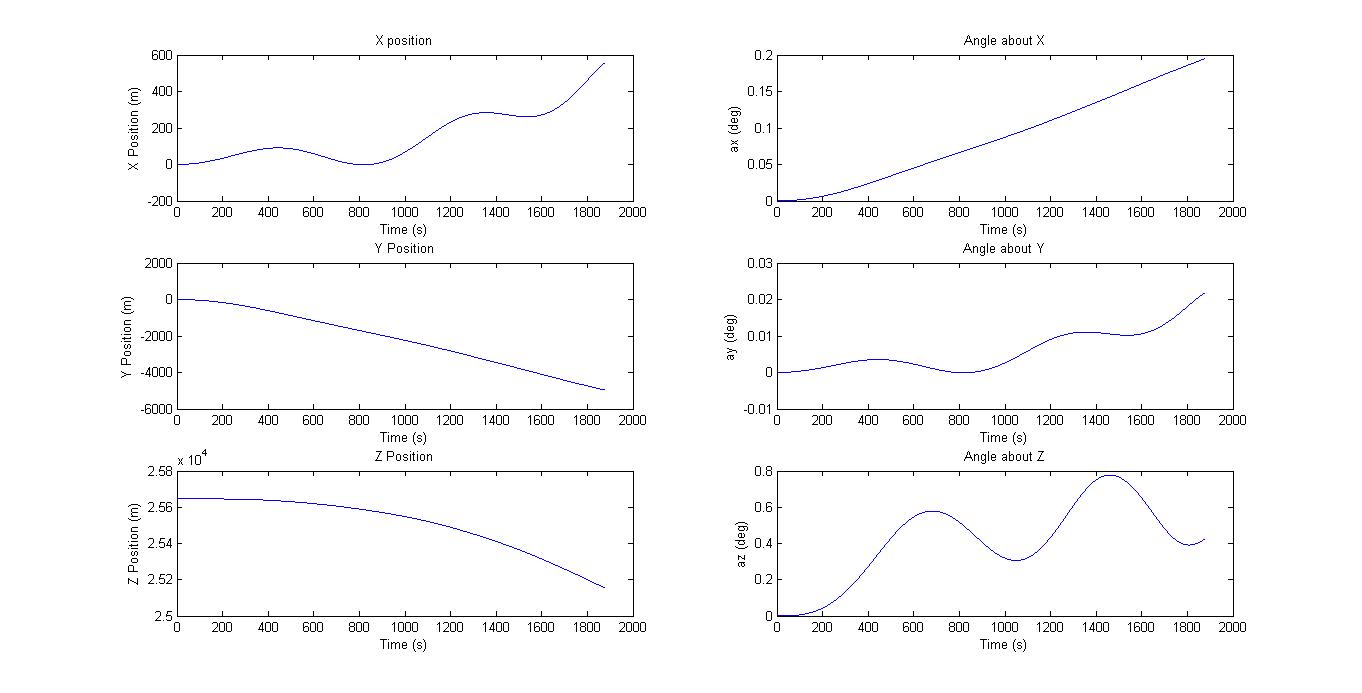 X position
600
400
200
0
-200
X Position (m)
0 200 400 600 800 1000 1200 1400 1600 1800 2000
Time (s)
Angle about X
0.2
0.15
0.1
0.05
0
ax (deg)
0 200 400 600 800 1000 1200 1400 1600 1800 2000
Time (s)
Y Position
2000
0
-2000
-4000
-6000
Y Position (m)
0 200 400 600 800 1000 1200 1400 1600 1800 2000
Time (s)
Angle about Y
0.03
0.02
0.01
0
-0.01
ay (deg)
0 200 400 600 800 1000 1200 1400 1600 1800 2000
Time (s)
Z Position
x 10^4
2.58
2.56
2.54
2.52
2.5
Z Position (m)
0 200 400 600 800 1000 1200 1400 1600 1800 2000
Time (s)
Angle about Z
0.8
0.6
0.4
0.2
0
az (deg)
0 200 400 600 800 1000 1200 1400 1600 1800 2000
Time (s)